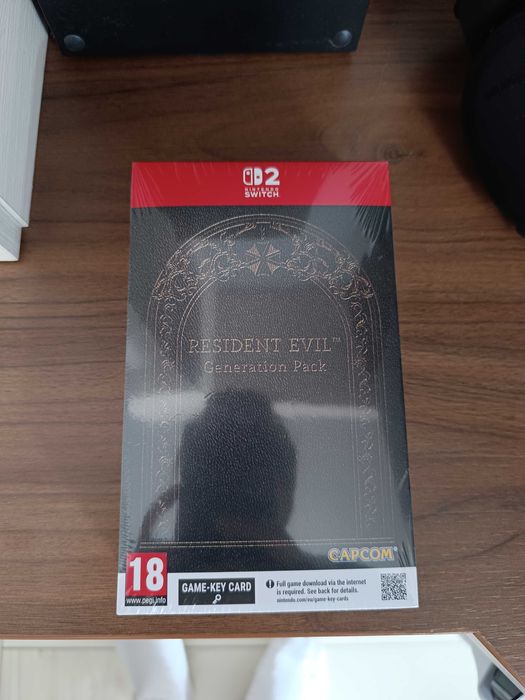 2
NINTENDO
SWITCH
RESIDENT EVIL™
Generation Pack
CAPCOM®
18
www.pegi.info
GAME-KEY CARD
! Full game download via the internet
is required. See back for details.
nintendo.com/eu/game-key-cards